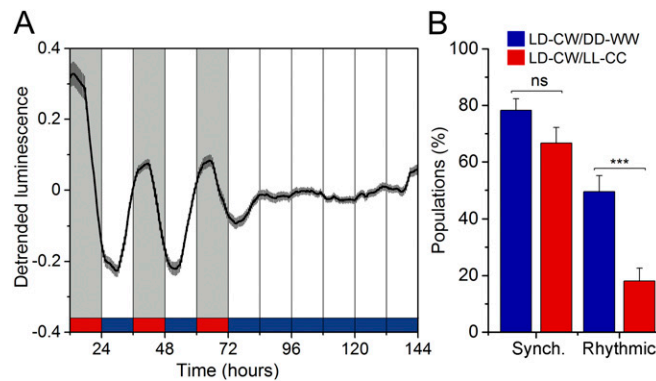 A
Detrended luminescence
0.4
0.2
0
-0.2
-0.4
24 48 72 96 120 144
Time (hours)
B
LD-CW/DD-WW
LD-CW/LL-CC
Populations (%)
100
80
60
40
20
0
ns
***
Synch. Rhythmic